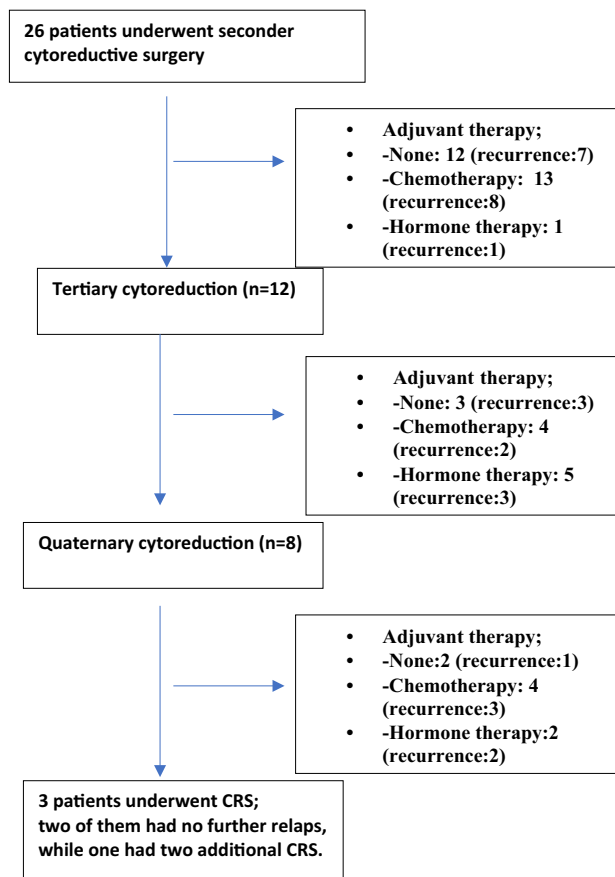 26 patients underwent seconder
cytoreductive surgery
• Adjuvant therapy;
• -None: 12 (recurrence:7)
• -Chemotherapy: 13
(recurrence:8)
• -Hormone therapy: 1
(recurrence:1)
Tertiary cytoreduction (n=12)
• Adjuvant therapy;
• -None: 3 (recurrence:3)
• -Chemotherapy: 4
(recurrence:2)
• -Hormone therapy: 5
(recurrence:3)
Quaternary cytoreduction (n=8)
• Adjuvant therapy;
• -None:2 (recurrence:1)
• -Chemotherapy: 4
(recurrence:3)
• -Hormone therapy:2
(recurrence:2)
3 patients underwent CRS;
two of them had no further relaps,
while one had two additional CRS.